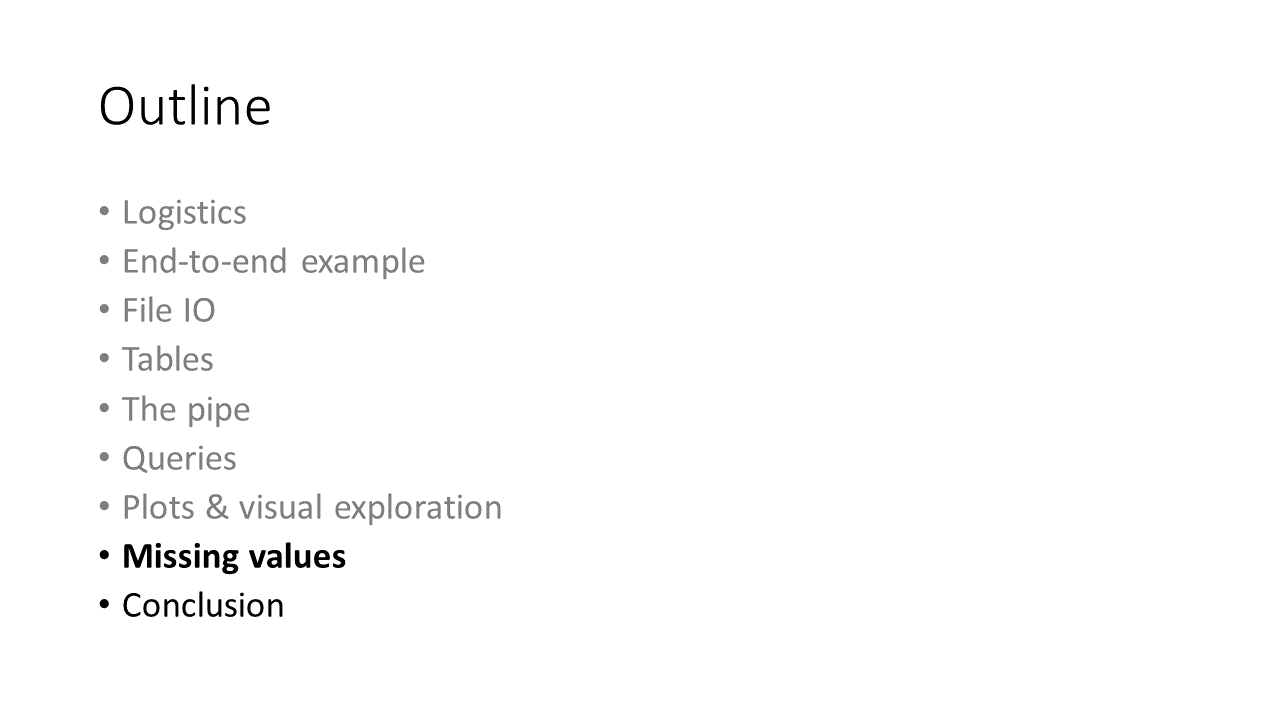 Outline
• Logistics
• End-to-end example
• File IO
• Tables
• The pipe
• Queries
• Plots & visual exploration
• Missing values
• Conclusion